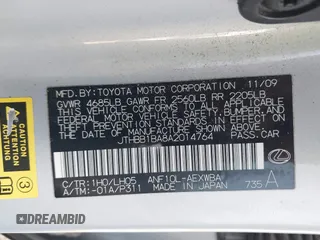 MFD. BY: TOYOTA MOTOR CORPORATION 11/09
GVWR 4685LB GAWR FR 2560LB RR 2205LB
THIS VEHICLE CONFORMS TO ALL APPLICABLE
FEDERAL MOTOR VEHICLE SAFETY, BUMPER, AND
THEFT PREVENTION STANDARDS IN EFFECT ON
THE DATE OF MANUFACTURE SHOWN ABOVE.
JTHBB1BA8A2014764 PASS. CAR
C/TR:1H0/LH05 ANF10L-AEXWBA
A/TM:-01A/P311 MADE IN JAPAN 735 A
3
OTOBIDMASTER